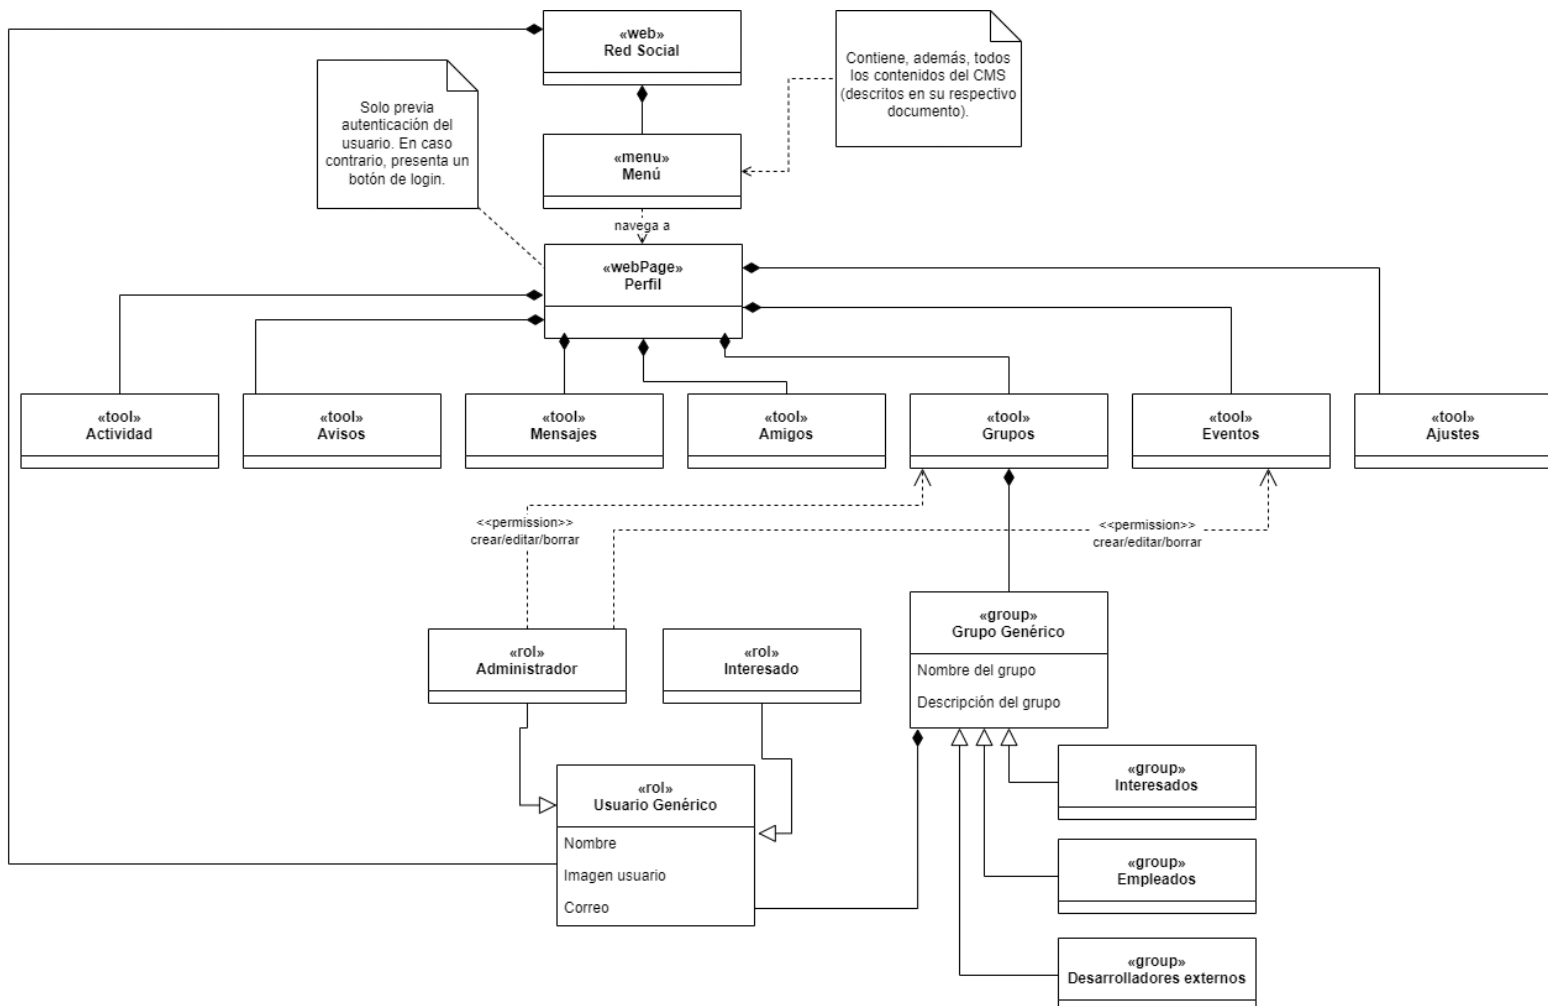 «web»
Red Social
Contiene, además, todos
los contenidos del CMS
(descritos en su respectivo
documento).
Solo previa
autenticación del
usuario. En caso
contrario, presenta un
botón de login.
«menu»
Menú
navega a
«webPage»
Perfil
«tool»
Actividad
«tool»
Avisos
«tool»
Mensajes
«tool»
Amigos
«tool»
Grupos
«tool»
Eventos
«tool»
Ajustes
<<permission>>
crear/editar/borrar
<<permission>>
crear/editar/borrar
«rol»
Administrador
«rol»
Interesado
«group»
Grupo Genérico
Nombre del grupo
Descripción del grupo
«rol»
Usuario Genérico
Nombre
Imagen usuario
Correo
«group»
Interesados
«group»
Empleados
«group»
Desarrolladores externos